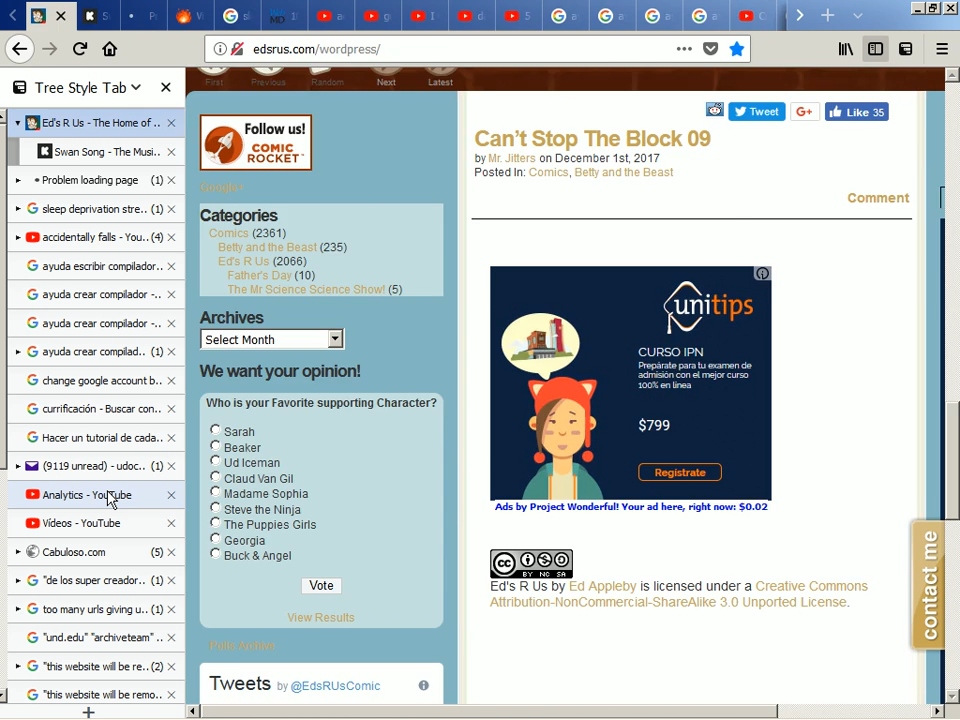 edsrus.com/wordpress/
Tree Style Tab
Ed's R Us - The Home of ..
Swan Song - The Musi..
Problem loading page (1)
sleep deprivation stre.. (1)
accidentally falls - You.. (4)
ayuda escribir compilador..
ayuda crear compilador -..
ayuda crear compilador -..
ayuda crear compilad.. (1)
change google account b..
currificación - Buscar con..
Hacer un tutorial de cada..
(9119 unread) - udoc.. (1)
Analytics - YouTube
Vídeos - YouTube
Cabuloso.com (5)
"de los super creador.. (1)
too many urls giving u.. (1)
"und.edu" "archiveteam" ..
"this website will be re.. (2)
"this website will be remo..
First Previous Random Next Latest
Follow us!
COMIC
ROCKET
Google+
Categories
Comics (2361)
Betty and the Beast (235)
Ed's R Us (2066)
Father's Day (10)
The Mr Science Science Show! (5)
Archives
Select Month
We want your opinion!
Who is your Favorite supporting Character?
Sarah
Beaker
Ud Iceman
Claud Van Gil
Madame Sophia
Steve the Ninja
The Puppies Girls
Georgia
Buck & Angel
Vote
View Results
Polls Archive
Tweets by @EdsRUsComic
Tweet G+ Like 35
Can't Stop The Block 09
by Mr. Jitters on December 1st, 2017
Posted In: Comics, Betty and the Beast
Comment
unitips
CURSO IPN
Prepárate para tu examen de
admisión con el mejor curso
100% en línea
$799
Regístrate
Ads by Project Wonderful! Your ad here, right now: $0.02
cc
BY NC SA
Ed's R Us by Ed Appleby is licensed under a Creative Commons
Attribution-NonCommercial-ShareAlike 3.0 Unported License.
contact me